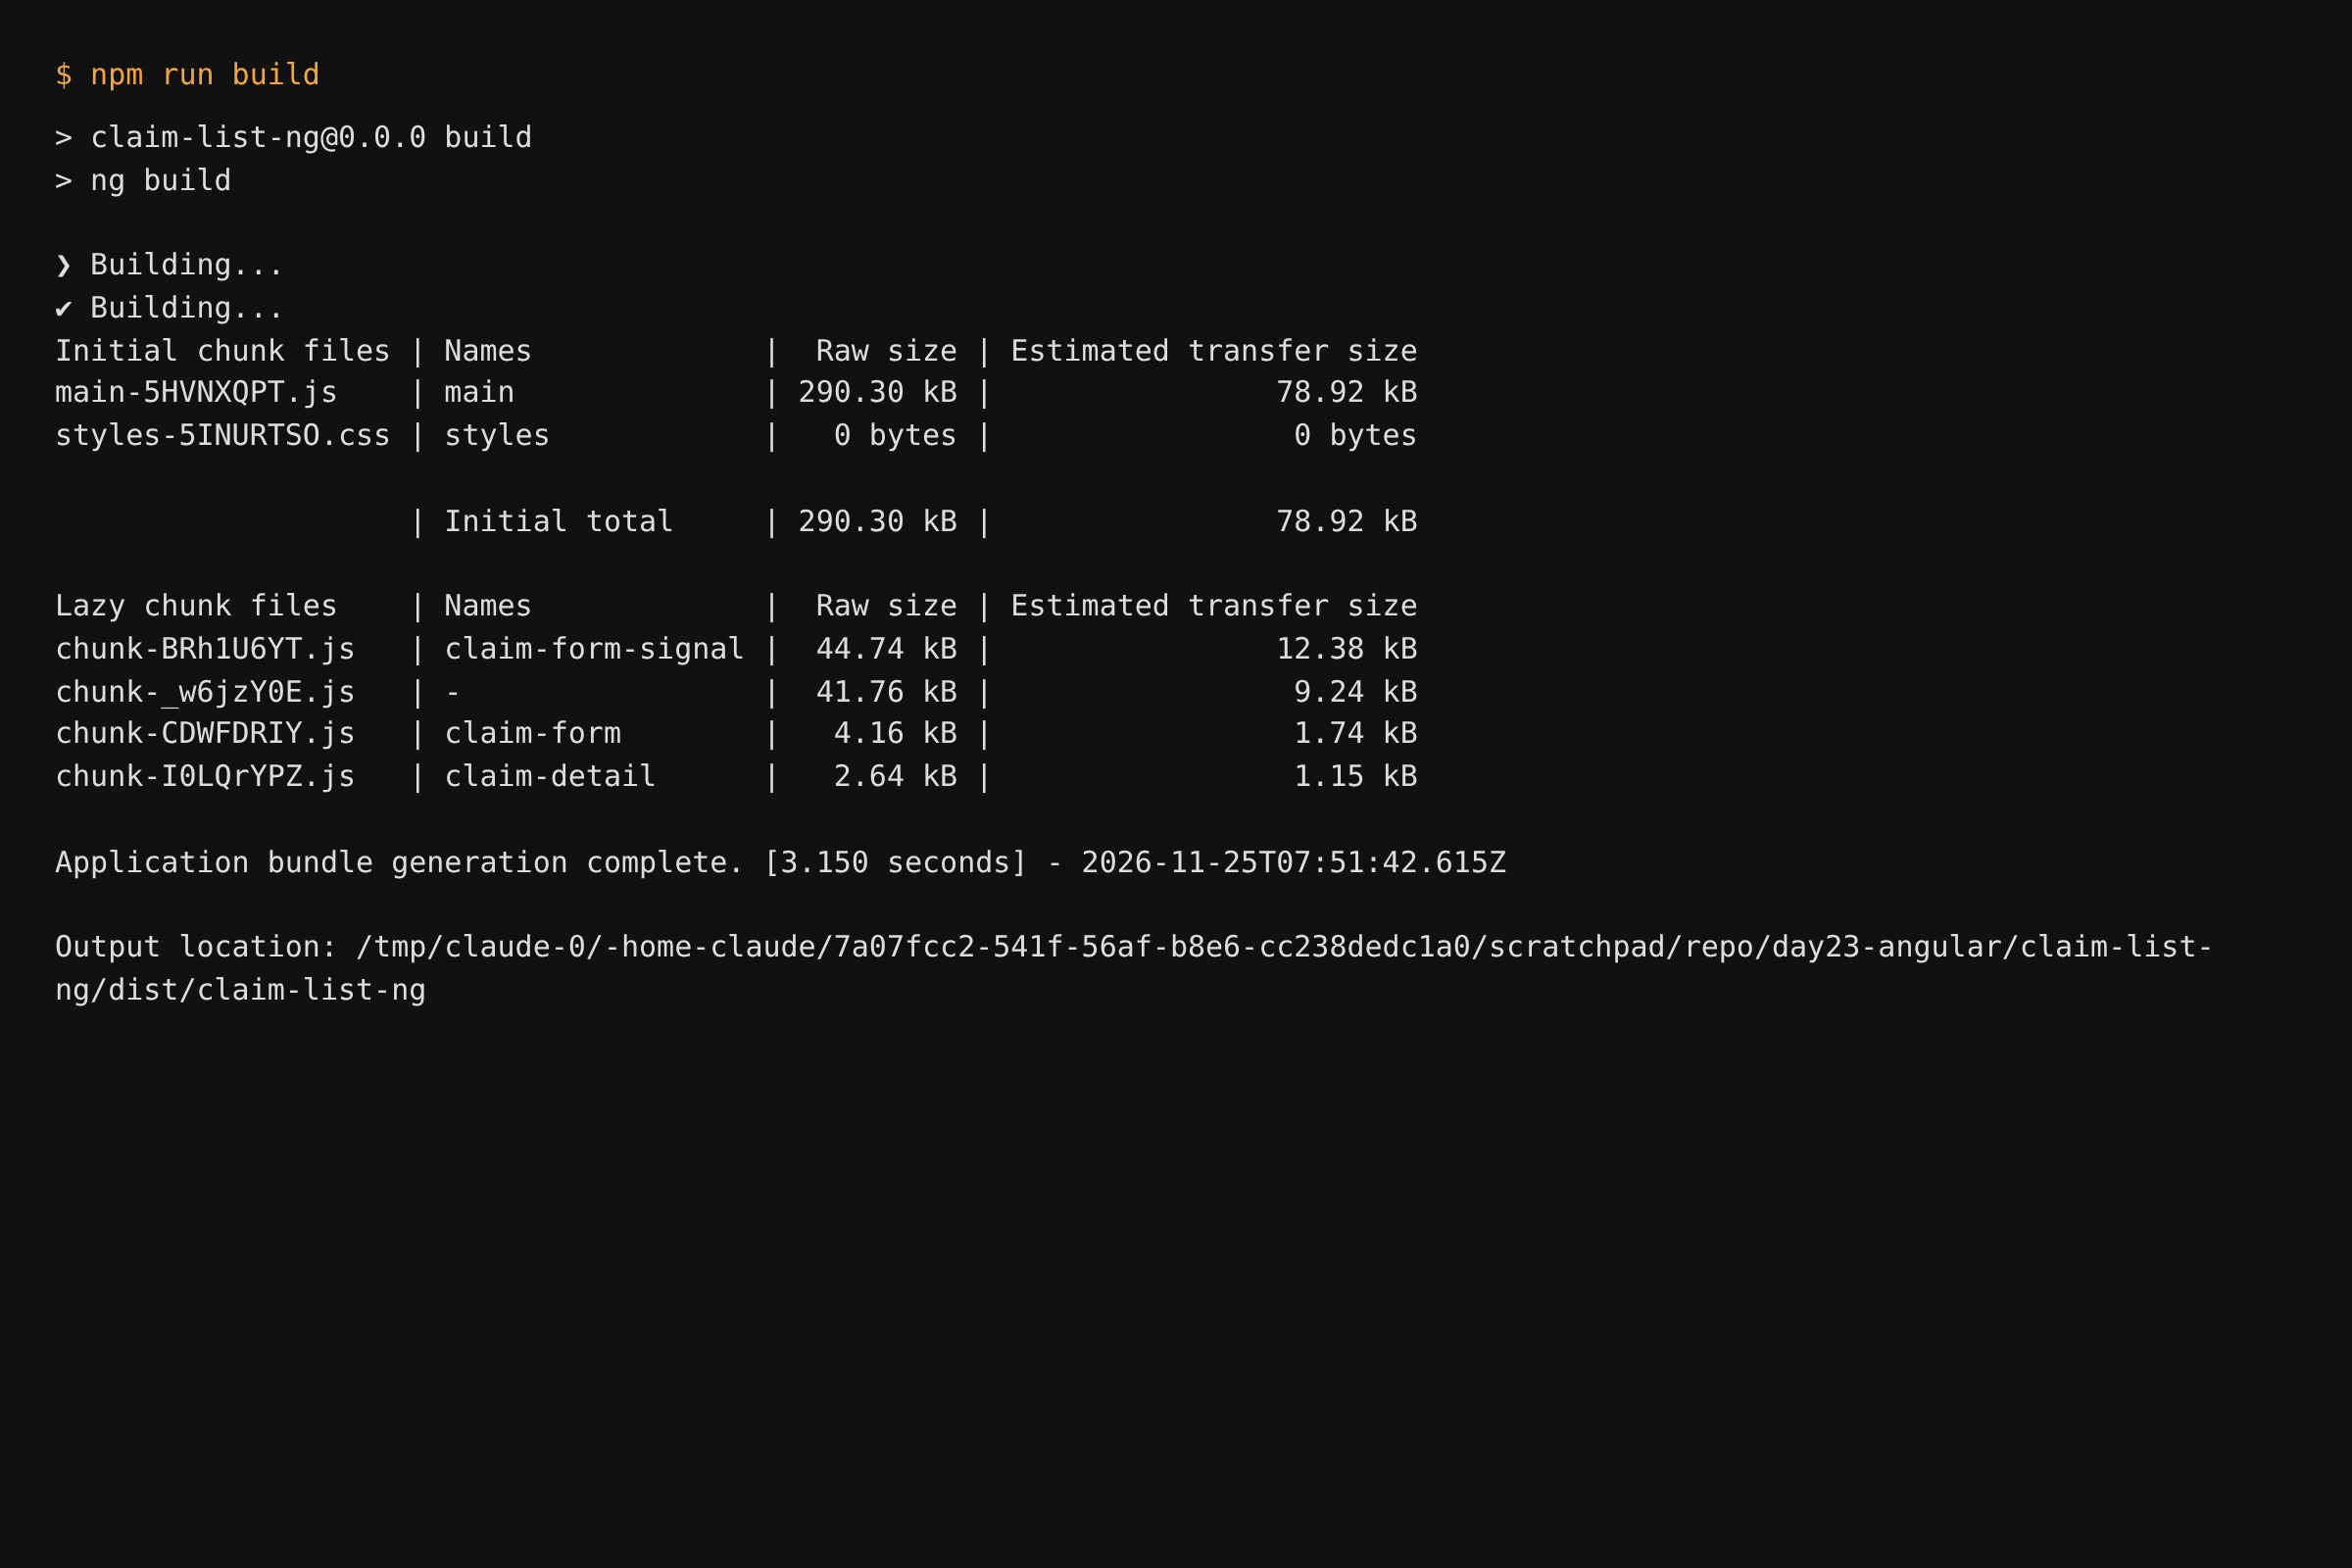 $ npm run build
> claim-list-ng@0.0.0 build
> ng build
❯ Building...
✔ Building...
Initial chunk files | Names             |  Raw size | Estimated transfer size
main-5HVNXQPT.js    | main              | 290.30 kB |                78.92 kB
styles-5INURTSO.css | styles            |   0 bytes |                 0 bytes
                    | Initial total     | 290.30 kB |                78.92 kB
Lazy chunk files    | Names             |  Raw size | Estimated transfer size
chunk-BRh1U6YT.js   | claim-form-signal |  44.74 kB |                12.38 kB
chunk-_w6jzY0E.js   | -                 |  41.76 kB |                 9.24 kB
chunk-CDWFDRIY.js   | claim-form        |   4.16 kB |                 1.74 kB
chunk-I0LQrYPZ.js   | claim-detail      |   2.64 kB |                 1.15 kB
Application bundle generation complete. [3.150 seconds] - 2026-11-25T07:51:42.615Z
Output location: /tmp/claude-0/-home-claude/7a07fcc2-541f-56af-b8e6-cc238dedc1a0/scratchpad/repo/day23-angular/claim-list-
ng/dist/claim-list-ng